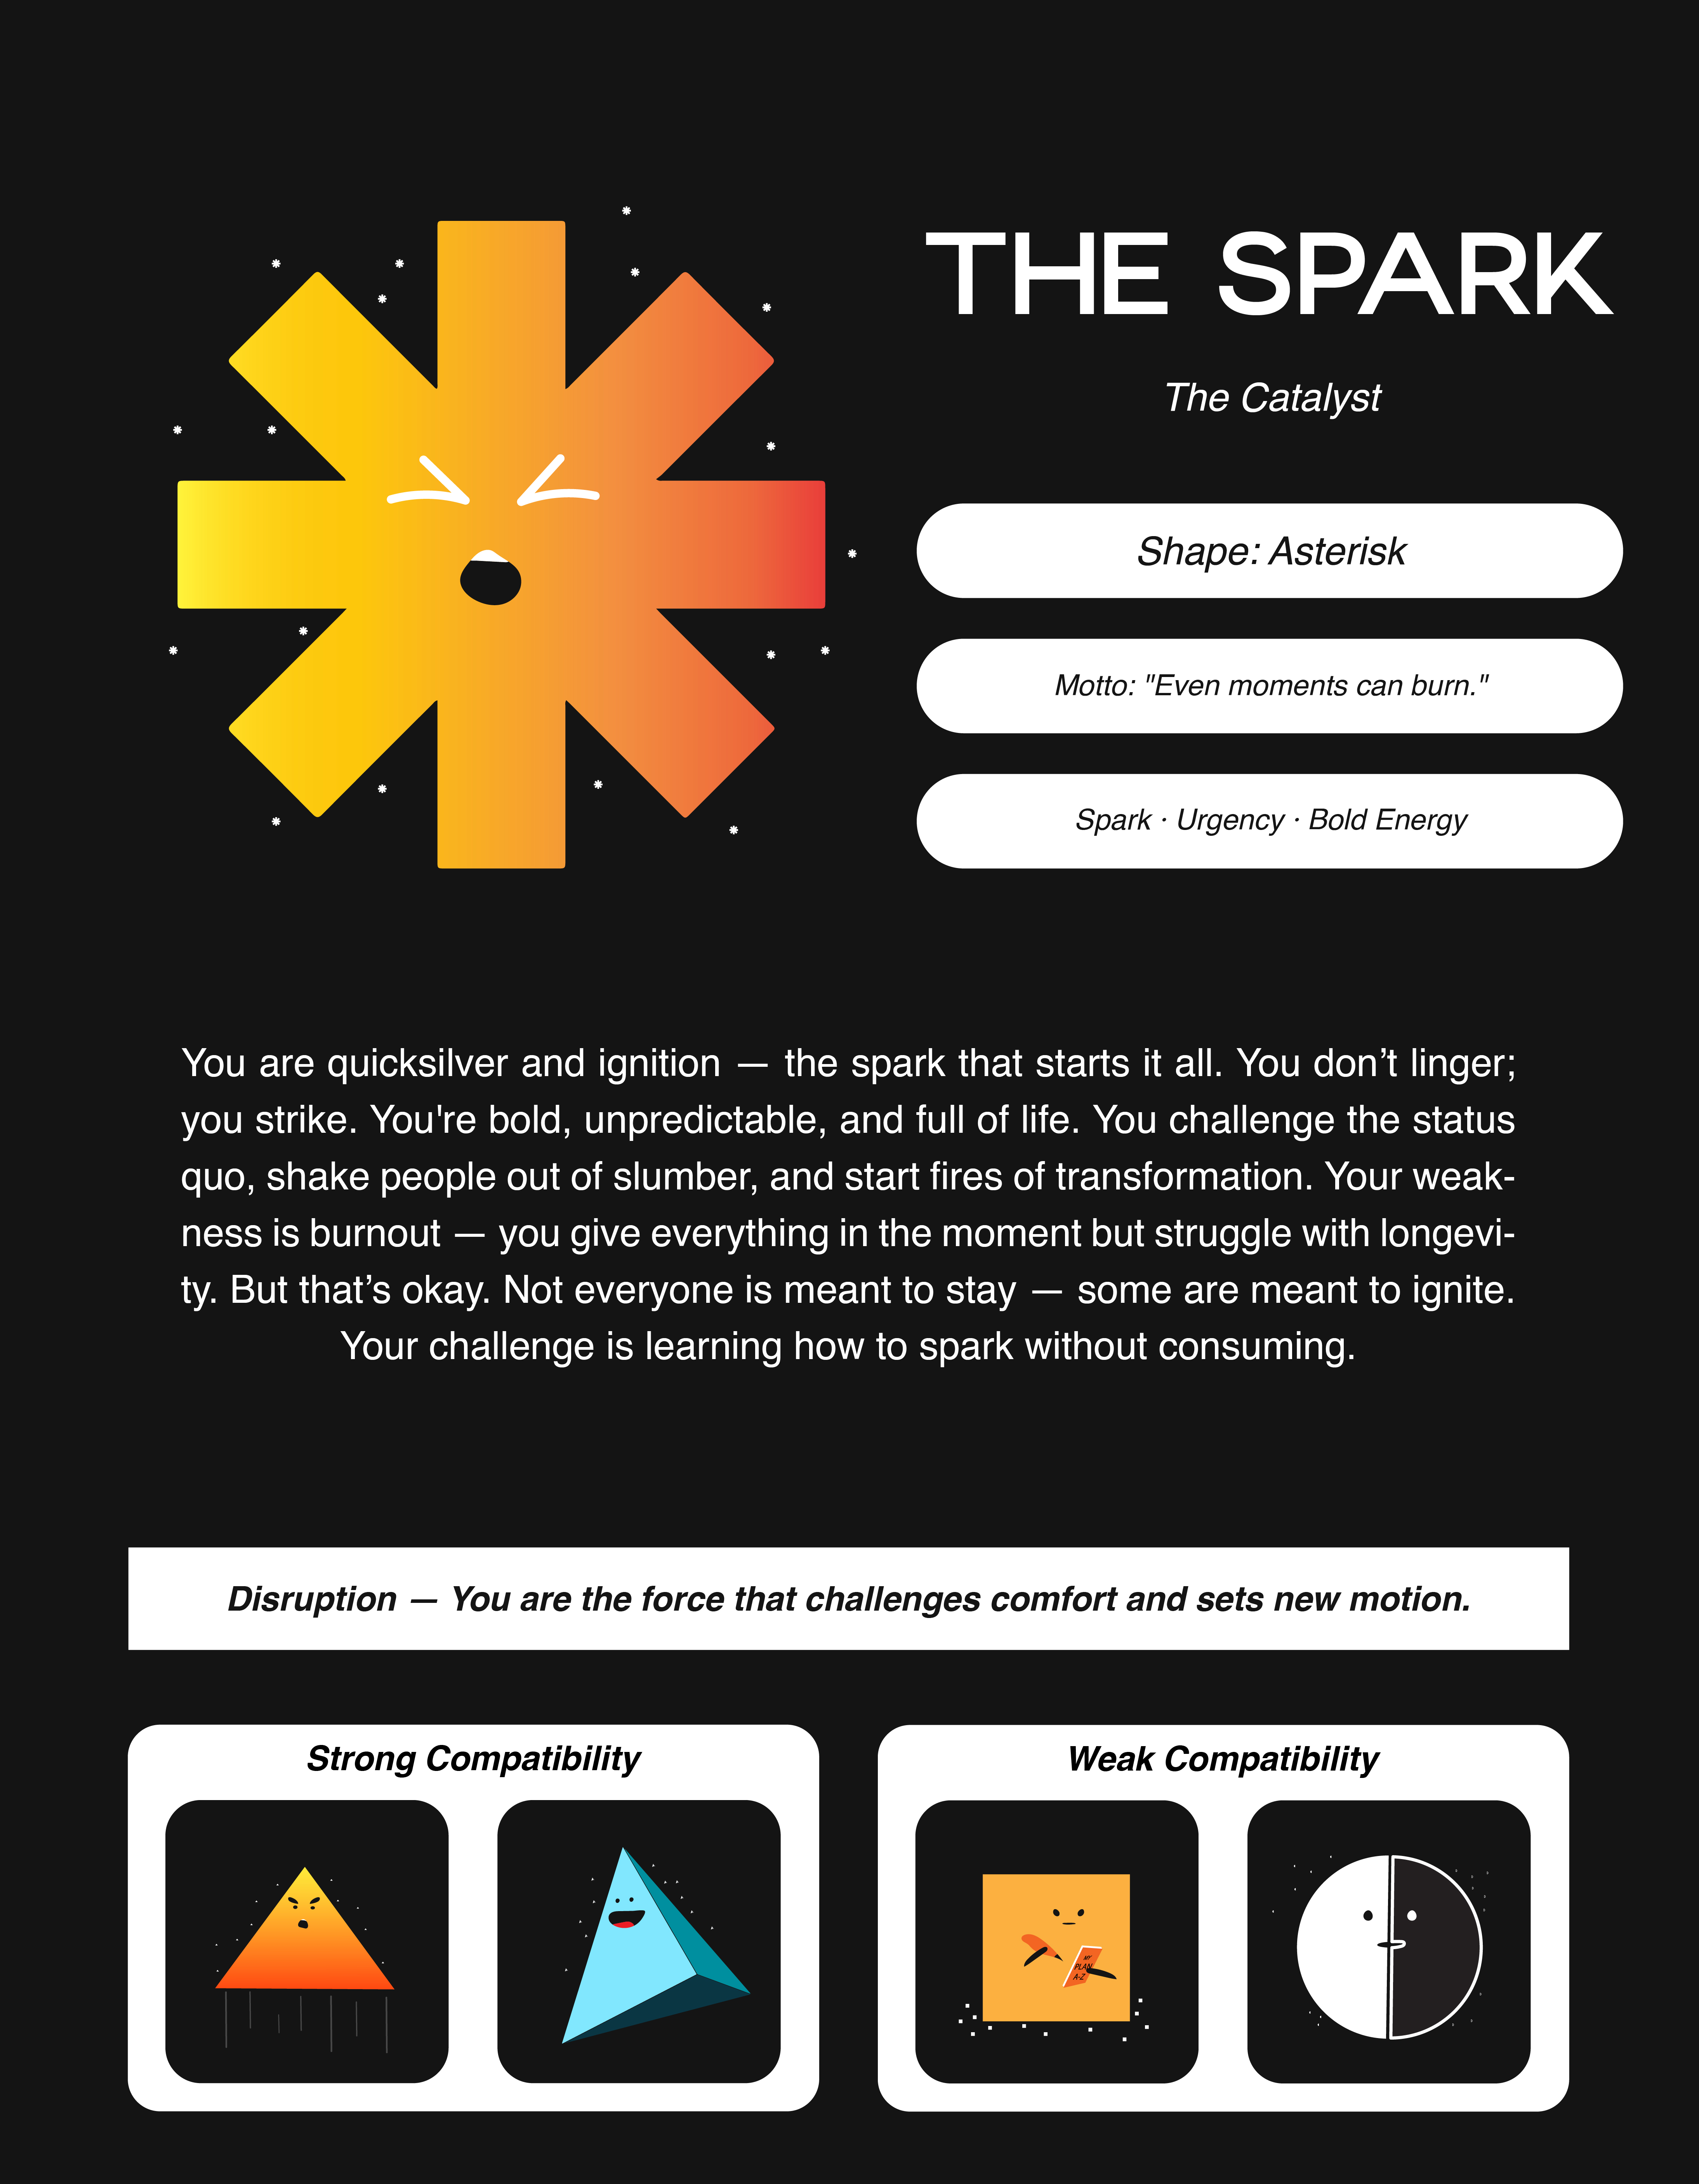 THE SPARK
The Catalyst
Shape: Asterisk
Motto: "Even moments can burn."
Spark · Urgency · Bold Energy
You are quicksilver and ignition — the spark that starts it all. You don’t linger;
you strike. You're bold, unpredictable, and full of life. You challenge the status
quo, shake people out of slumber, and start fires of transformation. Your weak-
ness is burnout — you give everything in the moment but struggle with longevi-
ty. But that’s okay. Not everyone is meant to stay — some are meant to ignite.
Your challenge is learning how to spark without consuming.
Disruption — You are the force that challenges comfort and sets new motion.
Strong Compatibility
Weak Compatibility
MY
PLAN
A-Z